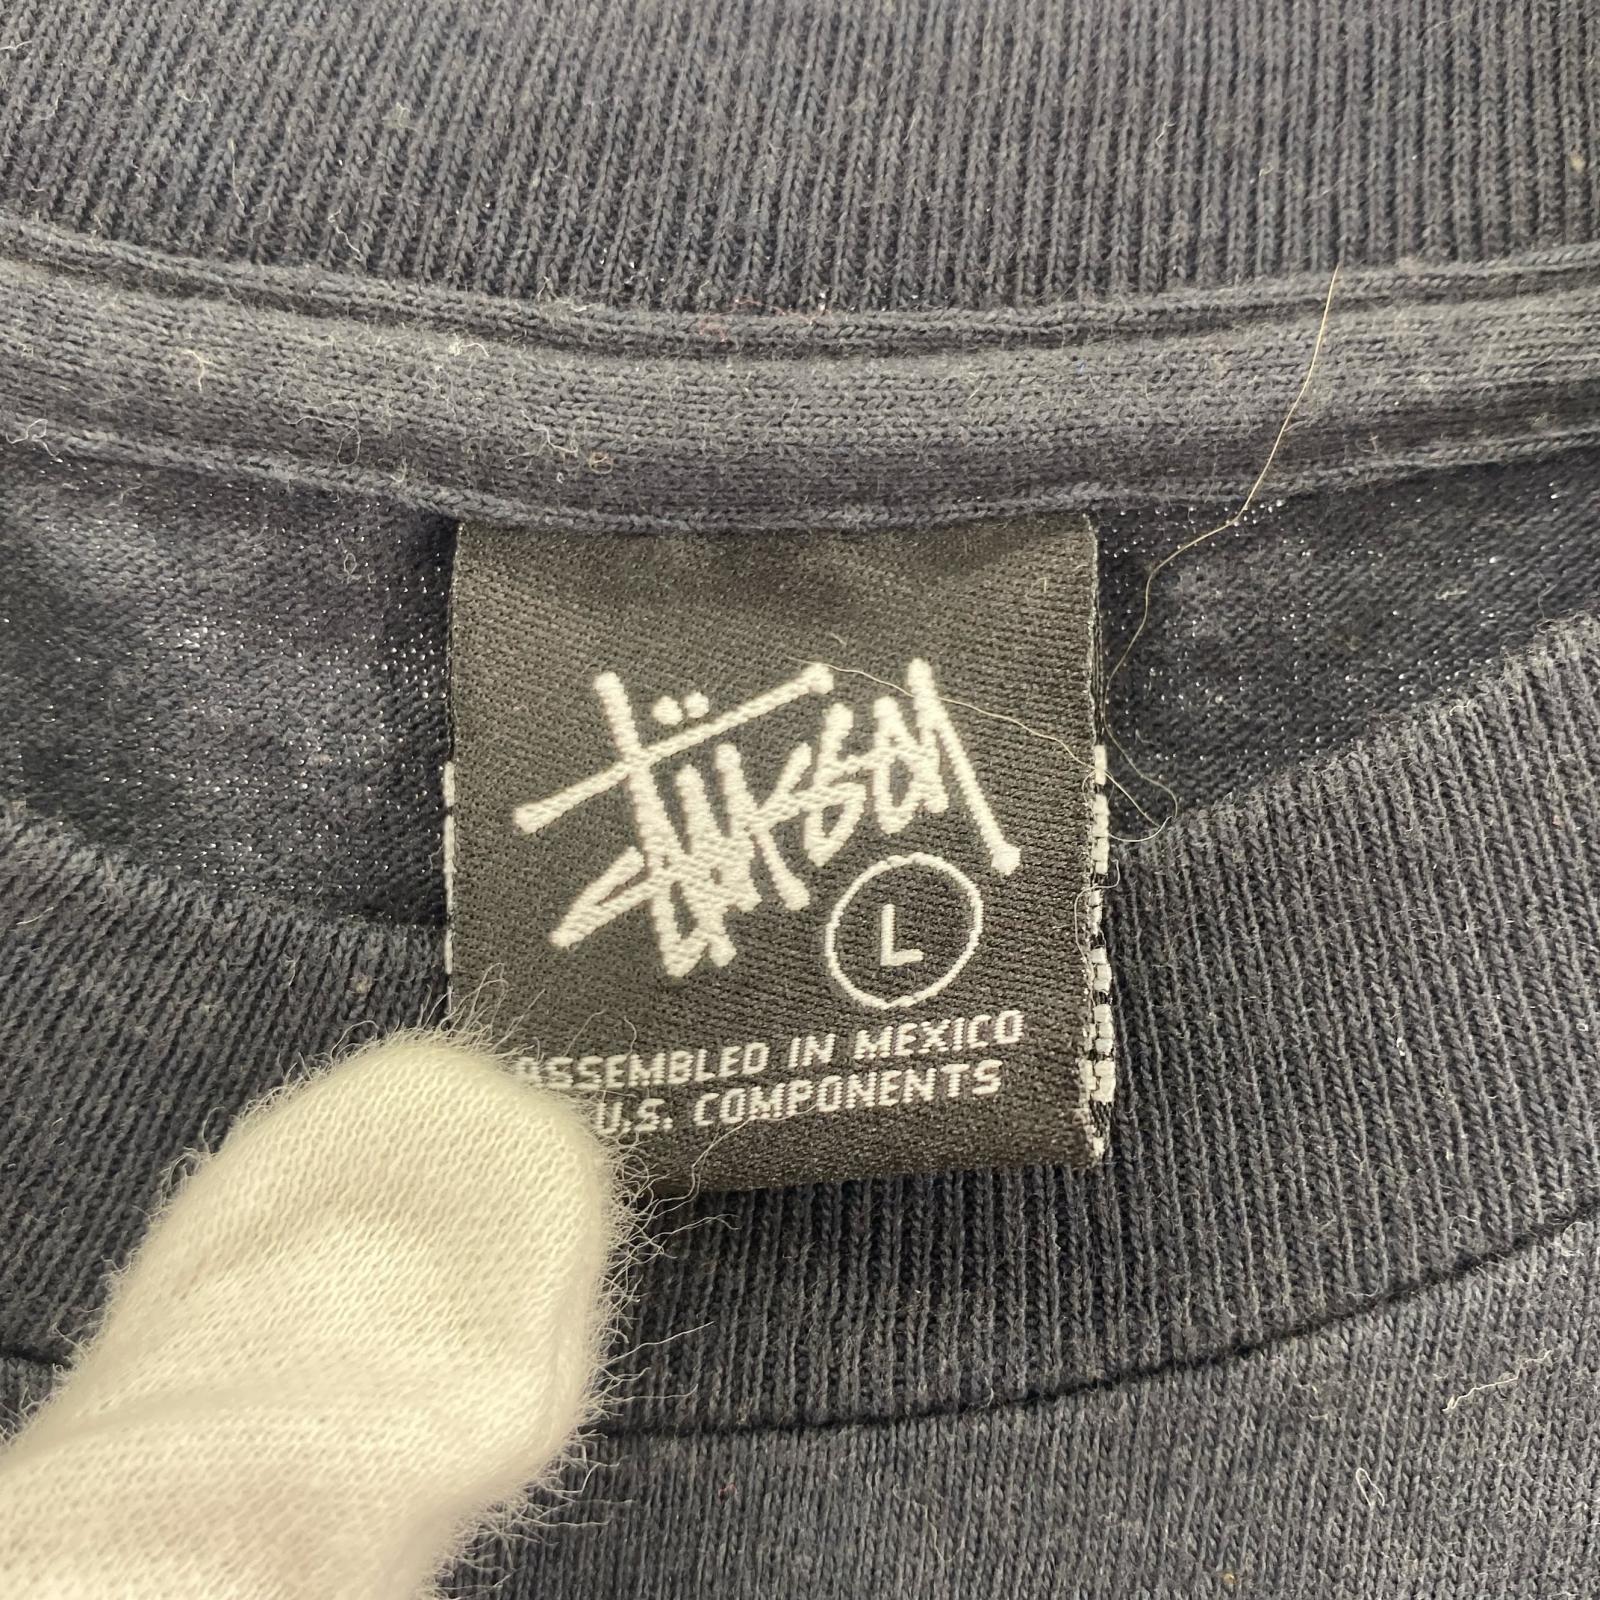 Stüssy
L
ASSEMBLED IN MEXICO
U.S. COMPONENTS